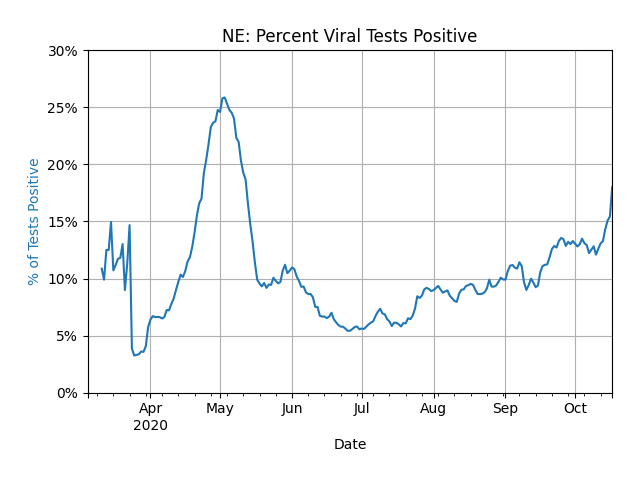 NE: Percent Viral Tests Positive
30%
25%
20%
15%
10%
5%
0%
% of Tests Positive
Apr May Jun Jul Aug Sep Oct
2020
Date